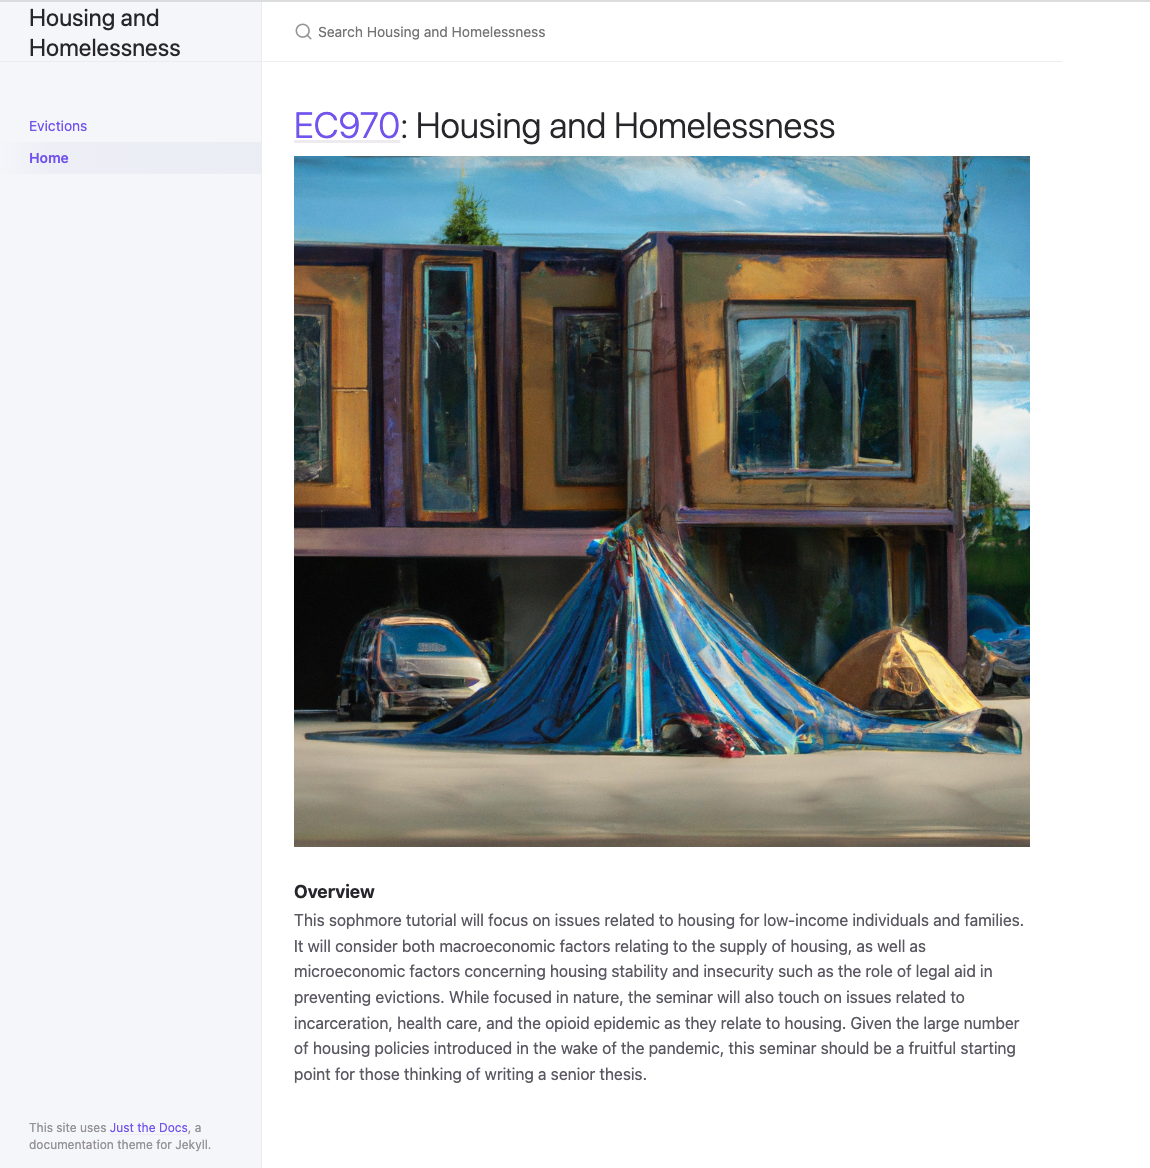 Housing and
Homelessness
Search Housing and Homelessness
Evictions
Home
EC970: Housing and Homelessness
Overview
This sophmore tutorial will focus on issues related to housing for low-income individuals and families.
It will consider both macroeconomic factors relating to the supply of housing, as well as
microeconomic factors concerning housing stability and insecurity such as the role of legal aid in
preventing evictions. While focused in nature, the seminar will also touch on issues related to
incarceration, health care, and the opioid epidemic as they relate to housing. Given the large number
of housing policies introduced in the wake of the pandemic, this seminar should be a fruitful starting
point for those thinking of writing a senior thesis.
This site uses Just the Docs, a
documentation theme for Jekyll.